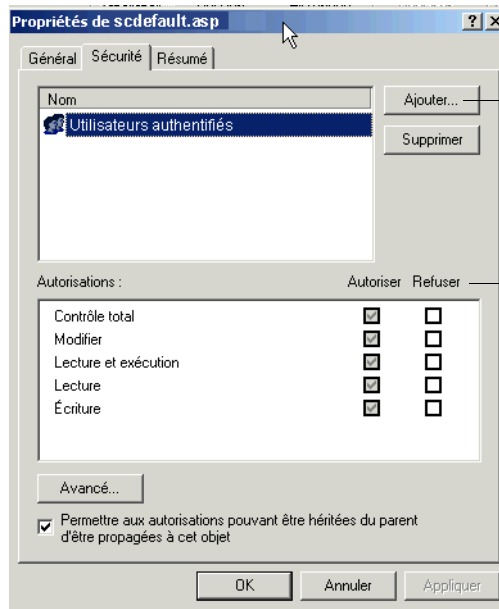 Propriétés de scdefault.asp
Général Sécurité Résumé
Nom
Ajouter...
Utilisateurs authentifiés
Supprimer
Autorisations : Autoriser Refuser
Contrôle total
Modifier
Lecture et exécution
Lecture
Écriture
Avancé...
Permettre aux autorisations pouvant être héritées du parent
d'être propagées à cet objet
OK Annuler Appliquer